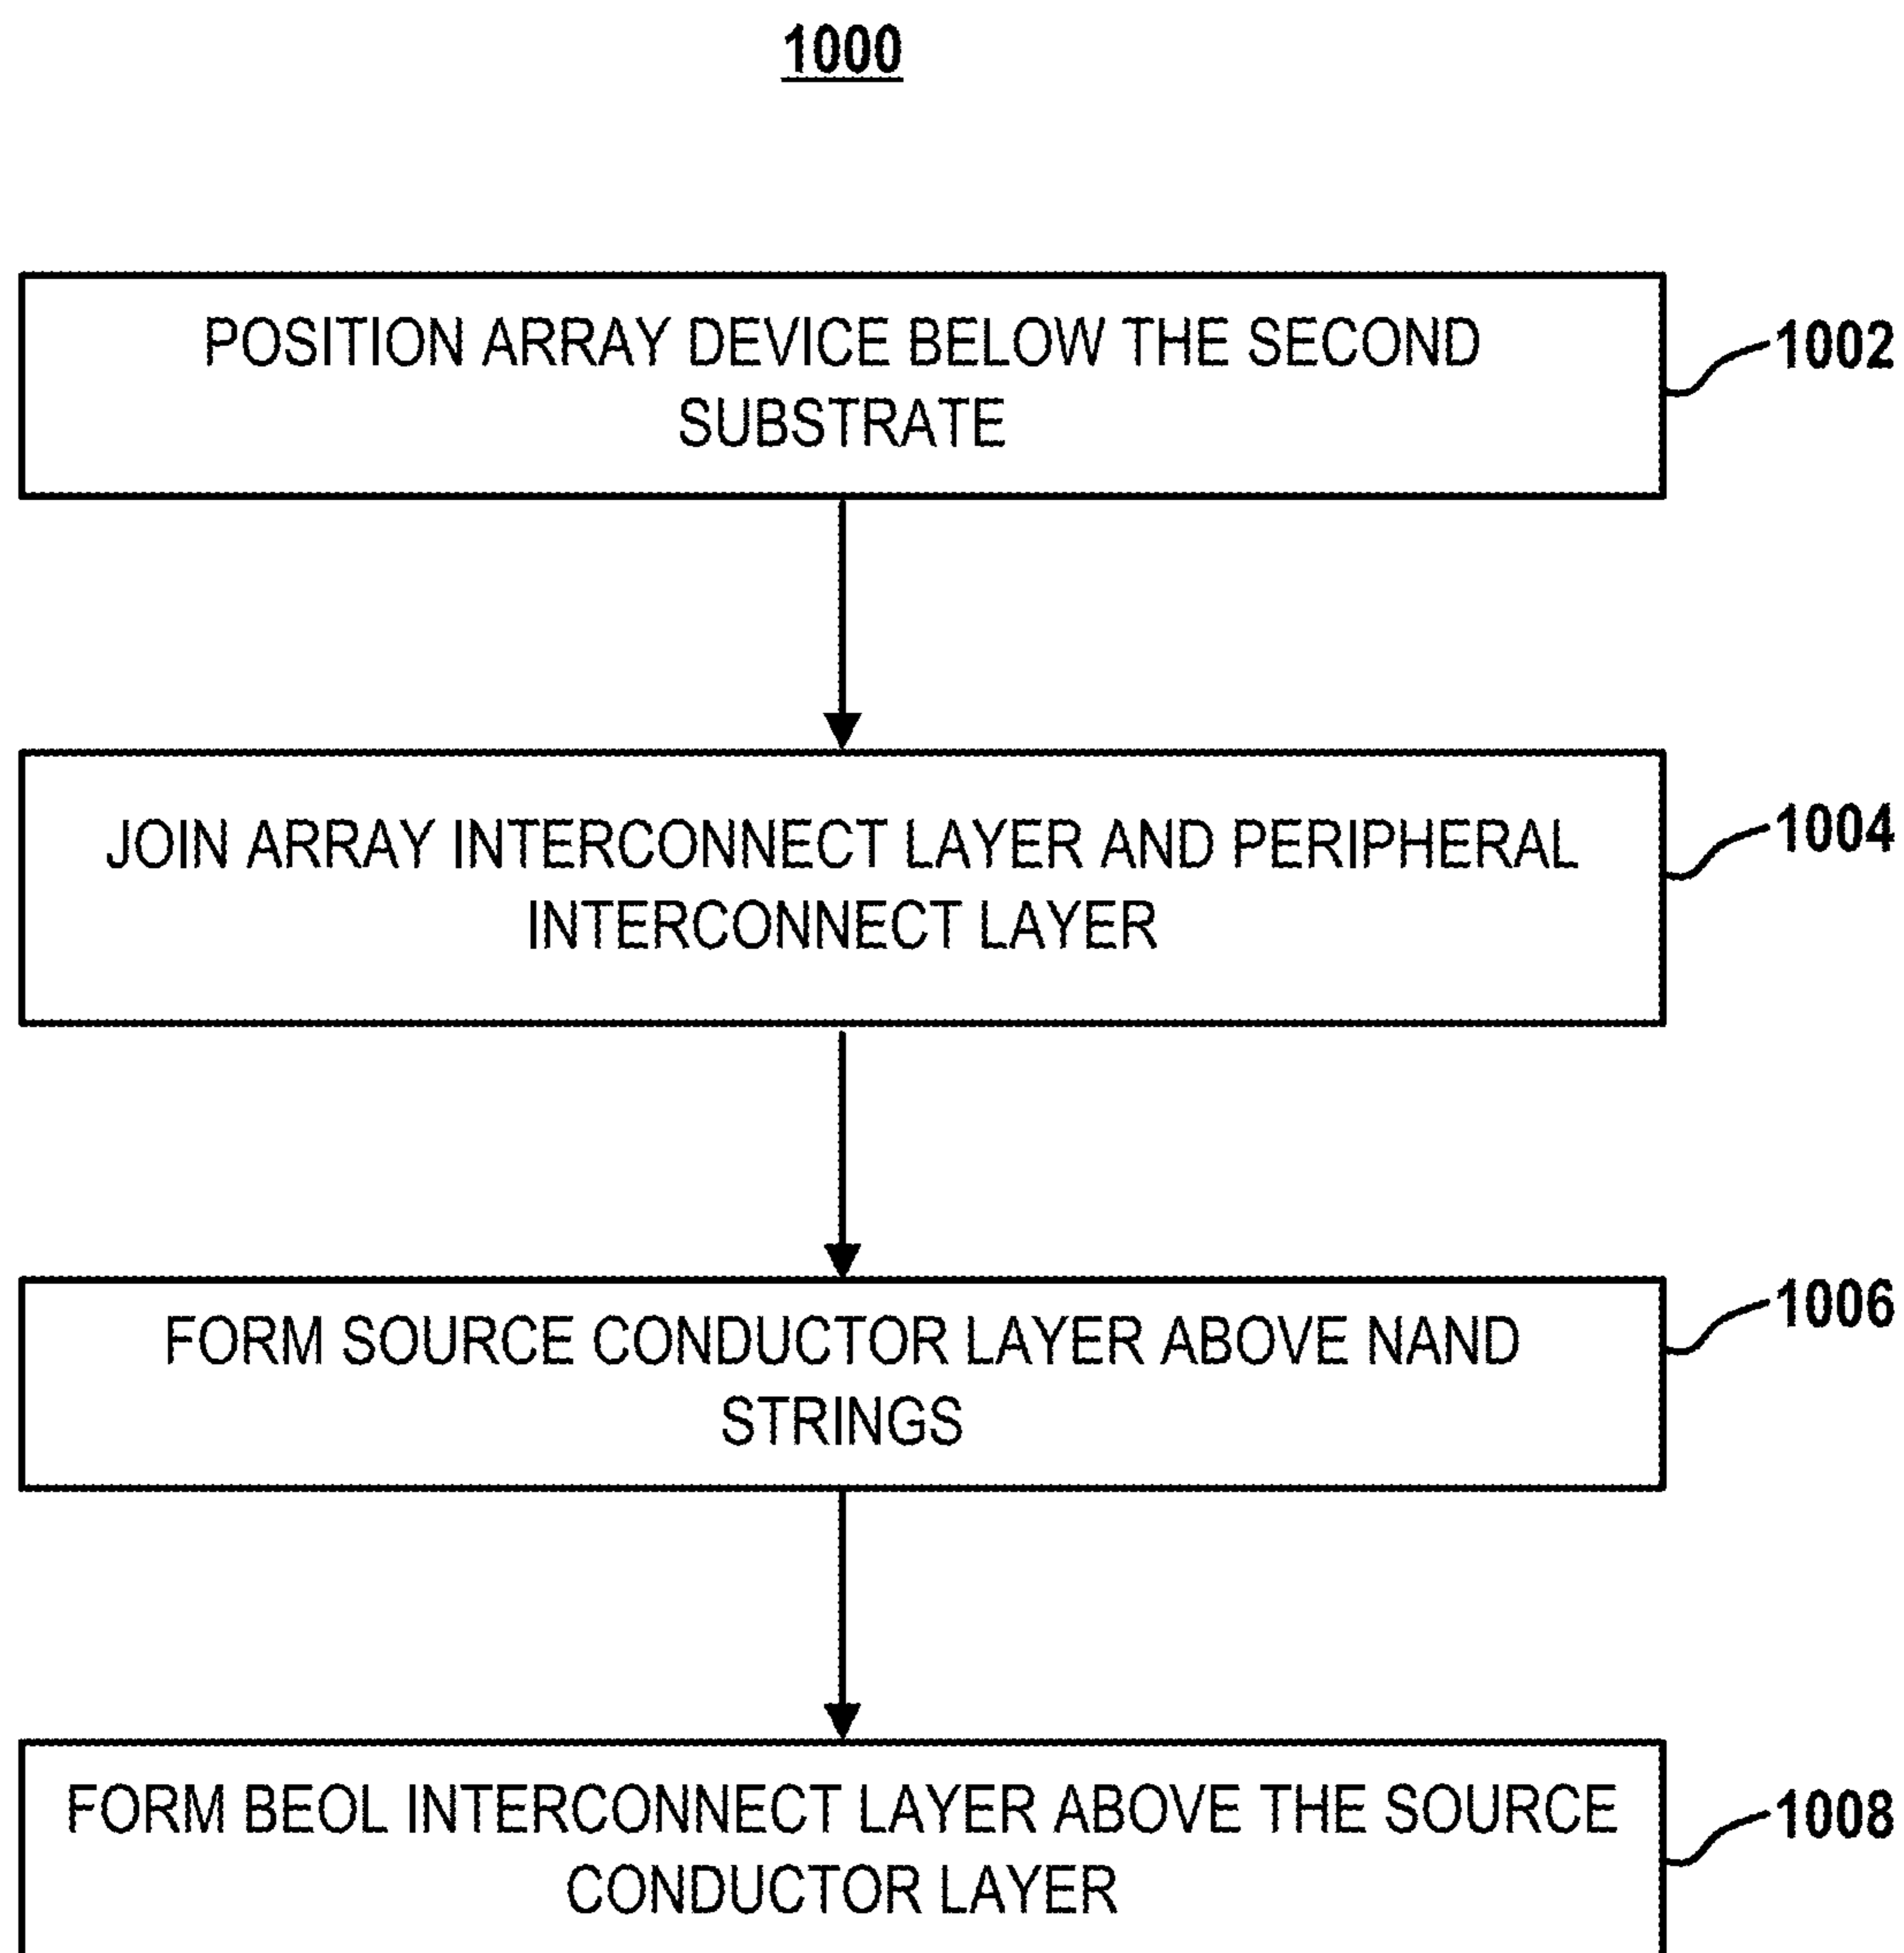 1000
POSITION ARRAY DEVICE BELOW THE SECOND
SUBSTRATE
1002
JOIN ARRAY INTERCONNECT LAYER AND PERIPHERAL
INTERCONNECT LAYER
1004
FORM SOURCE CONDUCTOR LAYER ABOVE NAND
STRINGS
1006
FORM BEOL INTERCONNECT LAYER ABOVE THE SOURCE
CONDUCTOR LAYER
1008